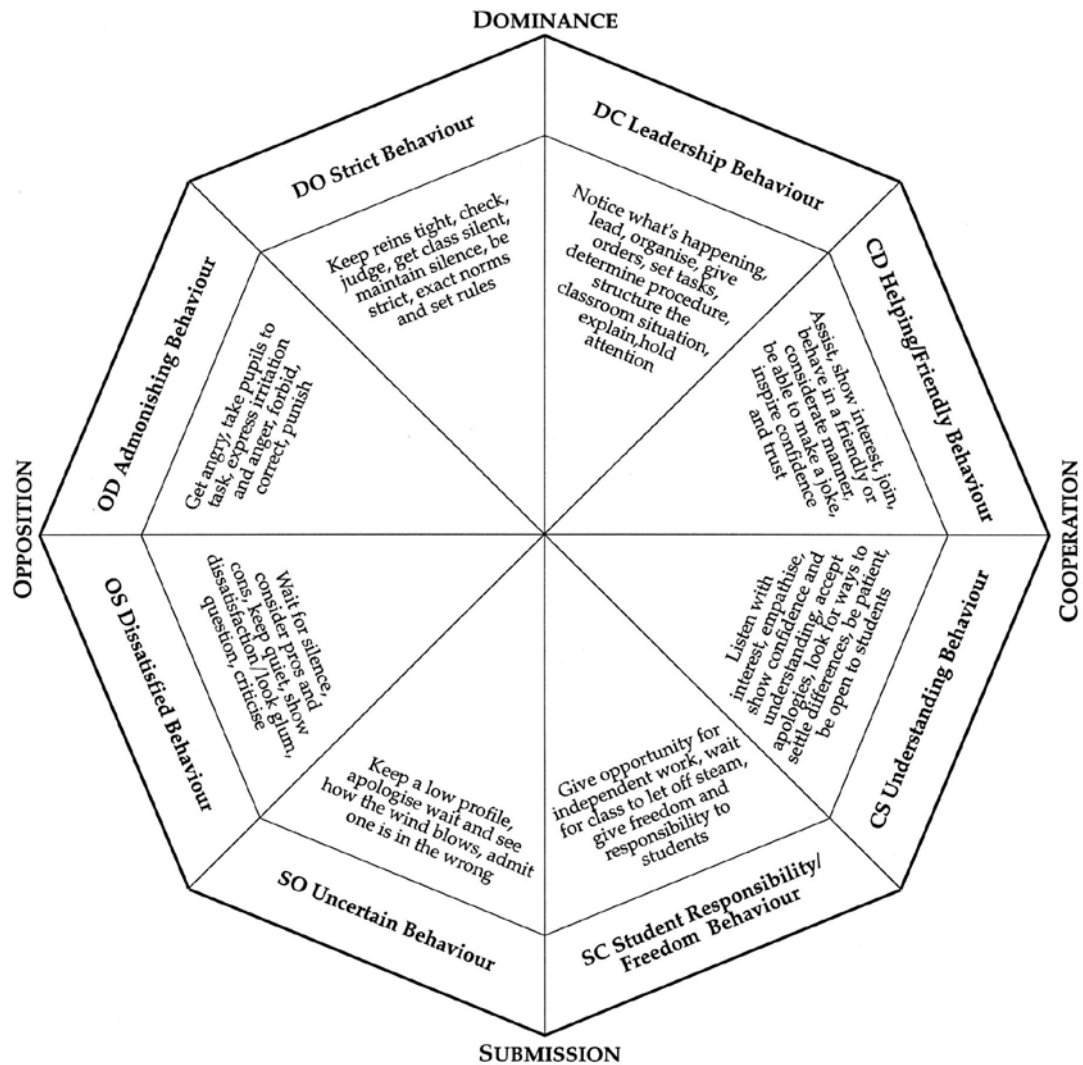 DOMINANCE
DC Leadership Behaviour
Notice what's happening,
lead, organise, give
orders, set tasks,
determine procedure,
structure the
classroom situation,
explain,hold
attention
CD Helping/Friendly Behaviour
Assist, show interest, join,
behave in a friendly or
considerate manner,
be able to make a joke,
inspire confidence
and trust
COOPERATION
CS Understanding Behaviour
Listen with
interest, empathise,
show confidence and
understanding, accept
apologies, look for ways to
settle differences, be patient,
be open to students
SC Student Responsibility/
Freedom Behaviour
Give opportunity for
independent work, wait
for class to let off steam,
give freedom and
responsibility to
students
SUBMISSION
SO Uncertain Behaviour
Keep a low profile,
apologise wait and see
how the wind blows, admit
one is in the wrong
OS Dissatisfied Behaviour
Wait for silence,
consider pros and
cons, keep quiet, show
dissatisfaction/look glum,
question, criticise
OPPOSITION
OD Admonishing Behaviour
Get angry, take pupils to
task, express irritation
and anger, forbid,
correct, punish
DO Strict Behaviour
Keep reins tight, check,
judge, get class silent,
maintain silence, be
strict, exact norms
and set rules